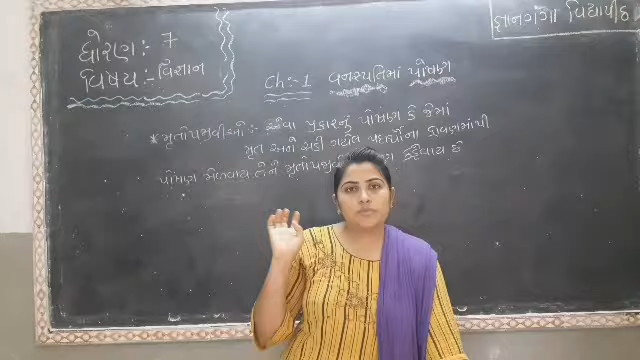 જ્ઞાનગંગા વિદ્યાપીઠ
ધોરણ:- 7
વિષય:- વિજ્ઞાન
Ch:-1 વનસ્પતિમાં પોષણ
* મૃતોપજીવીઓ :- એવા પ્રકારનું પોષણ કે જેમાં
મૃત અને સડી ગયેલ પદાર્થોના દ્રાવણમાંથી
પોષણ મેળવાય તેને મૃતોપજીવી કહેવાય છે